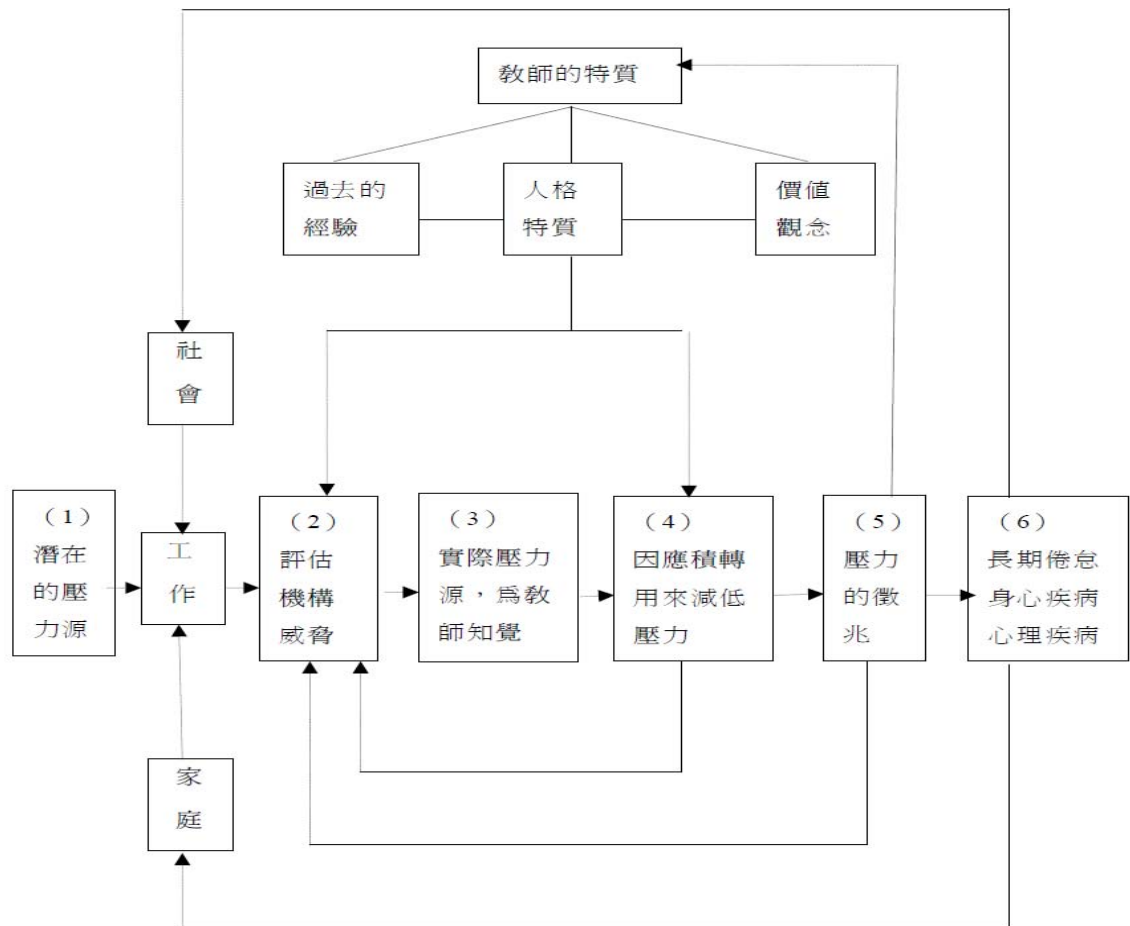 教師的特質
過去的
經驗
人格
特質
價值
觀念
社
會
（1）
潛在
的壓
力源
工
作
（2）
評估
機構
威脅
（3）
實際壓力
源，為教
師知覺
（4）
因應積轉
用來減低
壓力
（5）
壓力
的徵
兆
（6）
長期倦怠
身心疾病
心理疾病
家
庭